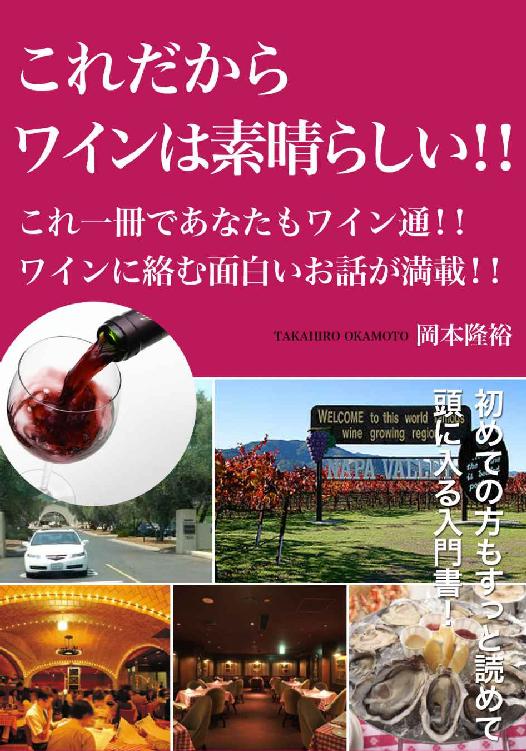 これだから
ワインは素晴らしい！！
これ一冊であなたもワイン通！！
ワインに絡む面白いお話が満載！！
TAKAHIRO OKAMOTO 岡本隆裕
初めての方もすっと読めて
頭に入る入門書！
WELCOME to this world famous
wine growing region
NAPA VALLEY